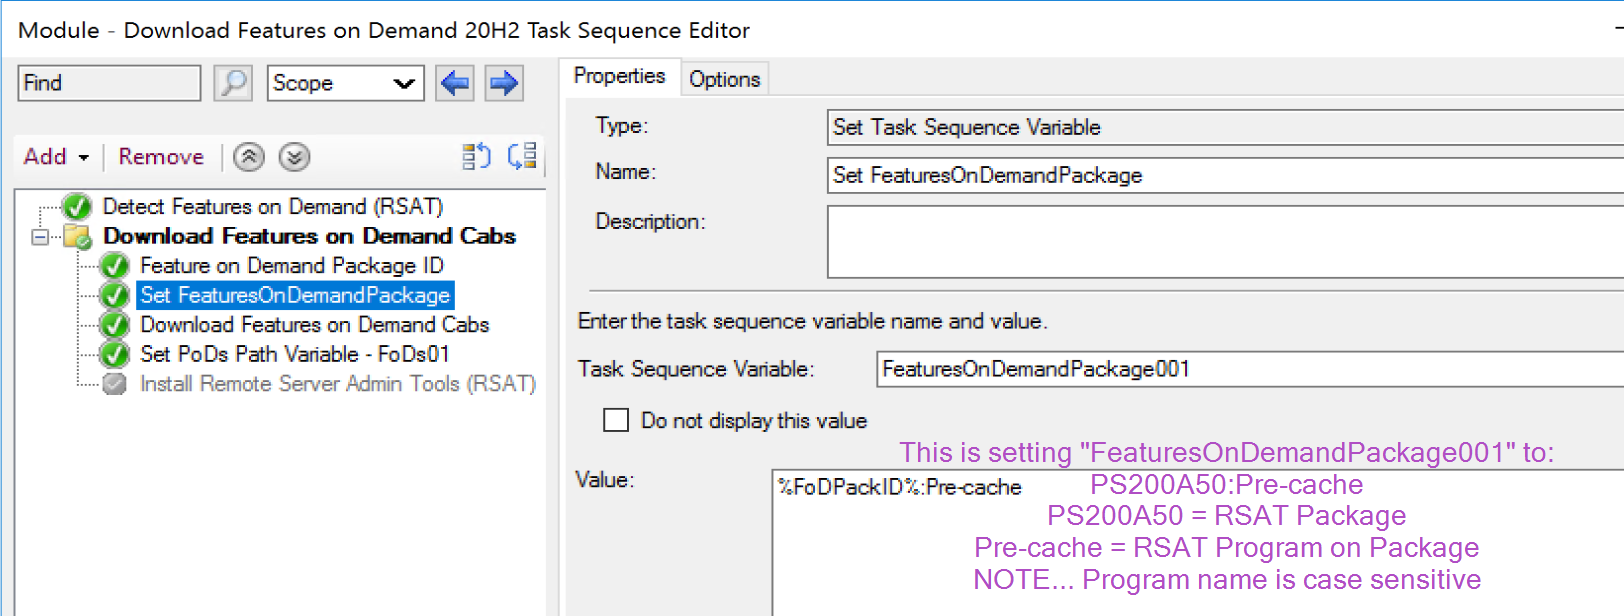 Module - Download Features on Demand 20H2 Task Sequence Editor
Find
Scope
Add
Remove
Detect Features on Demand (RSAT)
Download Features on Demand Cabs
Feature on Demand Package ID
Set FeaturesOnDemandPackage
Download Features on Demand Cabs
Set PoDs Path Variable - FoDs01
Install Remote Server Admin Tools (RSAT)
Properties
Options
Type:
Set Task Sequence Variable
Name:
Set FeaturesOnDemandPackage
Description:
Enter the task sequence variable name and value.
Task Sequence Variable:
FeaturesOnDemandPackage001
Do not display this value
Value:
%FoDPackID%:Pre-cache
This is setting "FeaturesOnDemandPackage001" to:
PS200A50:Pre-cache
PS200A50 = RSAT Package
Pre-cache = RSAT Program on Package
NOTE... Program name is case sensitive